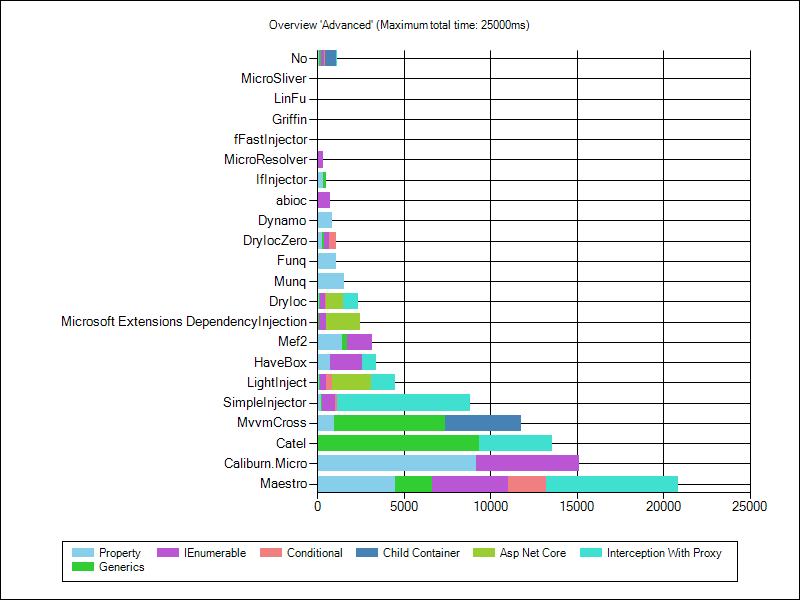 Overview 'Advanced' (Maximum total time: 25000ms)
No
MicroSliver
LinFu
Griffin
fFastInjector
MicroResolver
IfInjector
abioc
Dynamo
DryIocZero
Funq
Munq
DryIoc
Microsoft Extensions DependencyInjection
Mef2
HaveBox
LightInject
SimpleInjector
MvvmCross
Catel
Caliburn.Micro
Maestro
0 5000 10000 15000 20000 25000
Property IEnumerable Conditional Child Container Asp Net Core Interception With Proxy
Generics